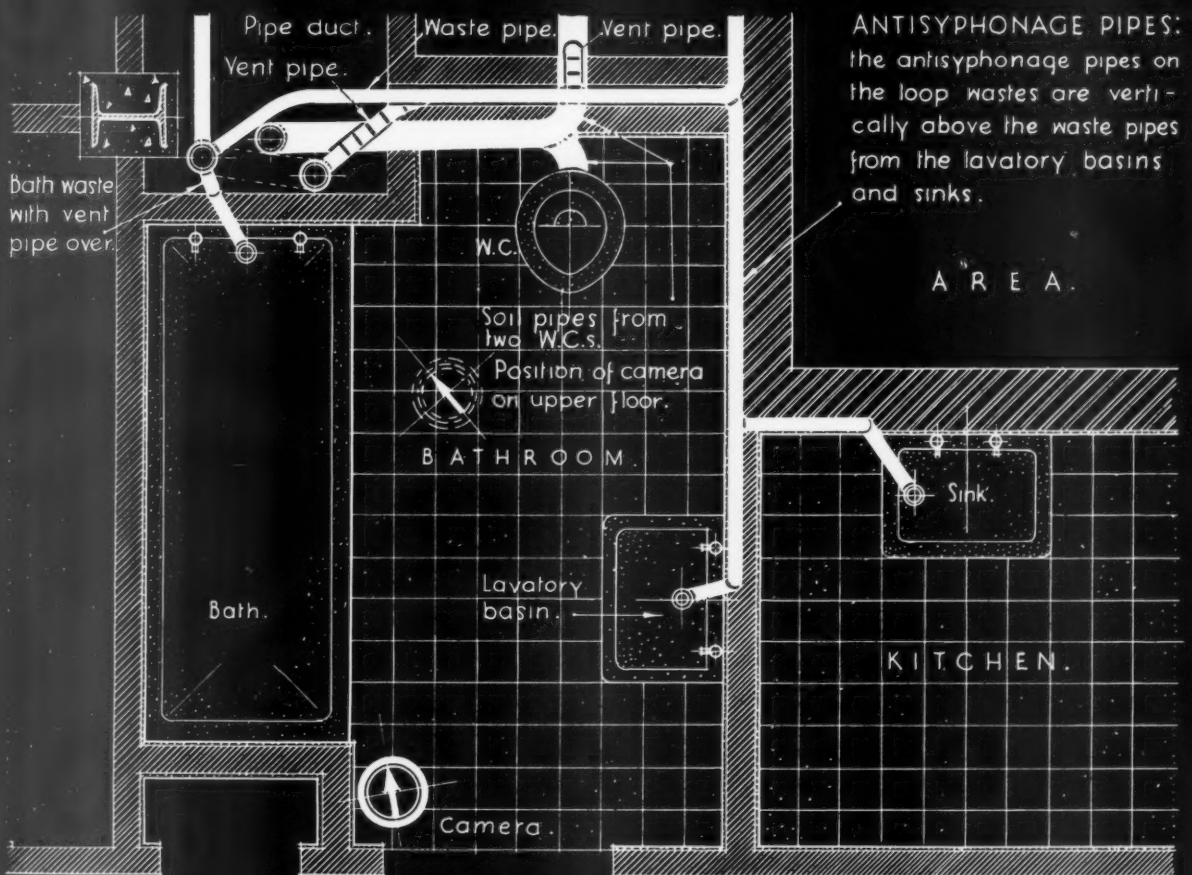 Pipe duct.
Waste pipe.
Vent pipe.
Vent pipe.
ANTISYPHONAGE PIPES:
the antisyphonage pipes on
the loop wastes are verti-
cally above the waste pipes
from the lavatory basins
and sinks.
Bath waste
with vent
pipe over.
W.C.
AREA.
Soil pipes from
two W.C.s.
Position of camera
on upper floor.
BATHROOM.
Sink.
Lavatory
basin.
Bath.
KITCHEN.
Camera.